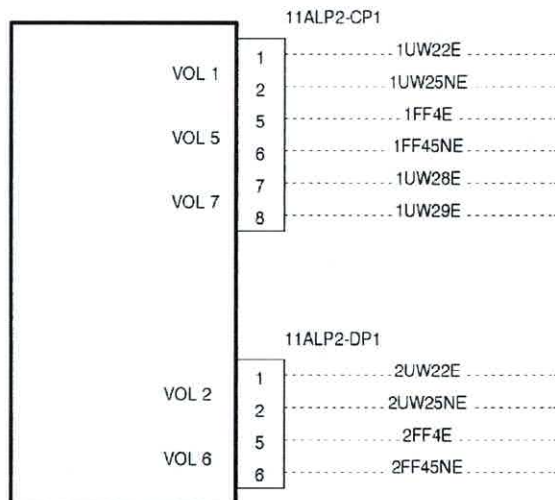 11ALP2-CP1
VOL 1
1 1UW22E
2 1UW25NE
VOL 5
5 1FF4E
6 1FF45NE
VOL 7
7 1UW28E
8 1UW29E
11ALP2-DP1
VOL 2
1 2UW22E
2 2UW25NE
VOL 6
5 2FF4E
6 2FF45NE